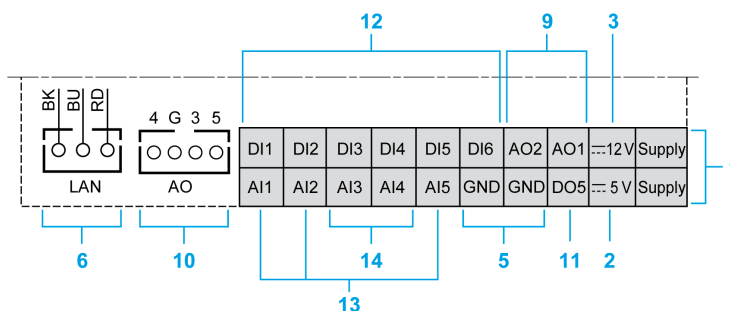 12 9 3
BK BU RD
4 G 3 5
DI1 DI2 DI3 DI4 DI5 DI6 AO2 AO1 ⎓12 V Supply
LAN AO AI1 AI2 AI3 AI4 AI5 GND GND DO5 ⎓ 5 V Supply
6 10 14 5 11 2
13